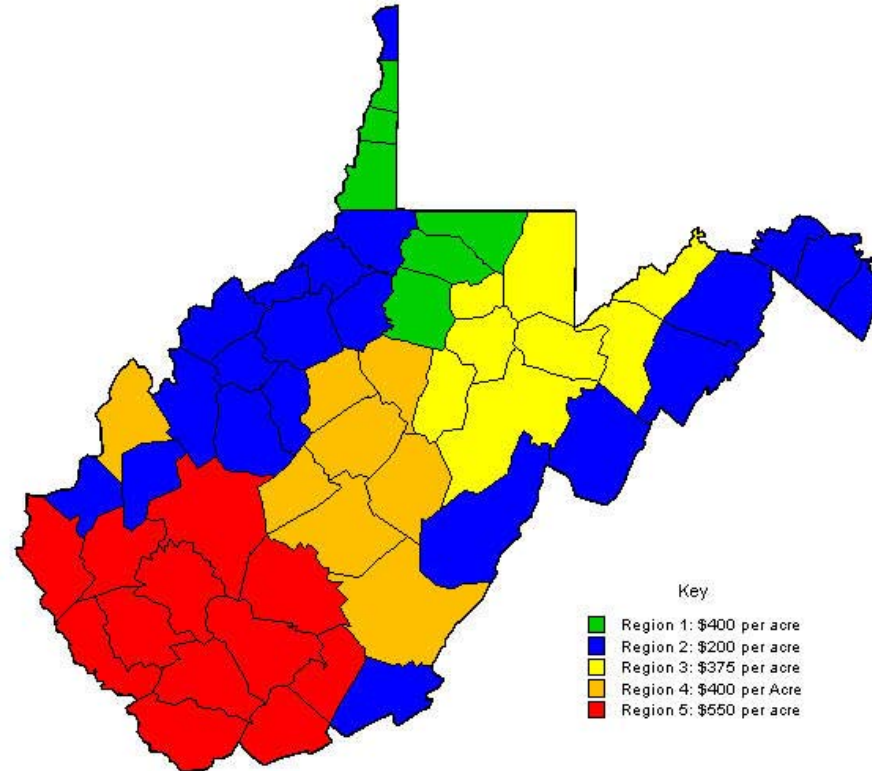 Key
Region 1: $400 per acre
Region 2: $200 per acre
Region 3: $375 per acre
Region 4: $400 per Acre
Region 5: $550 per acre